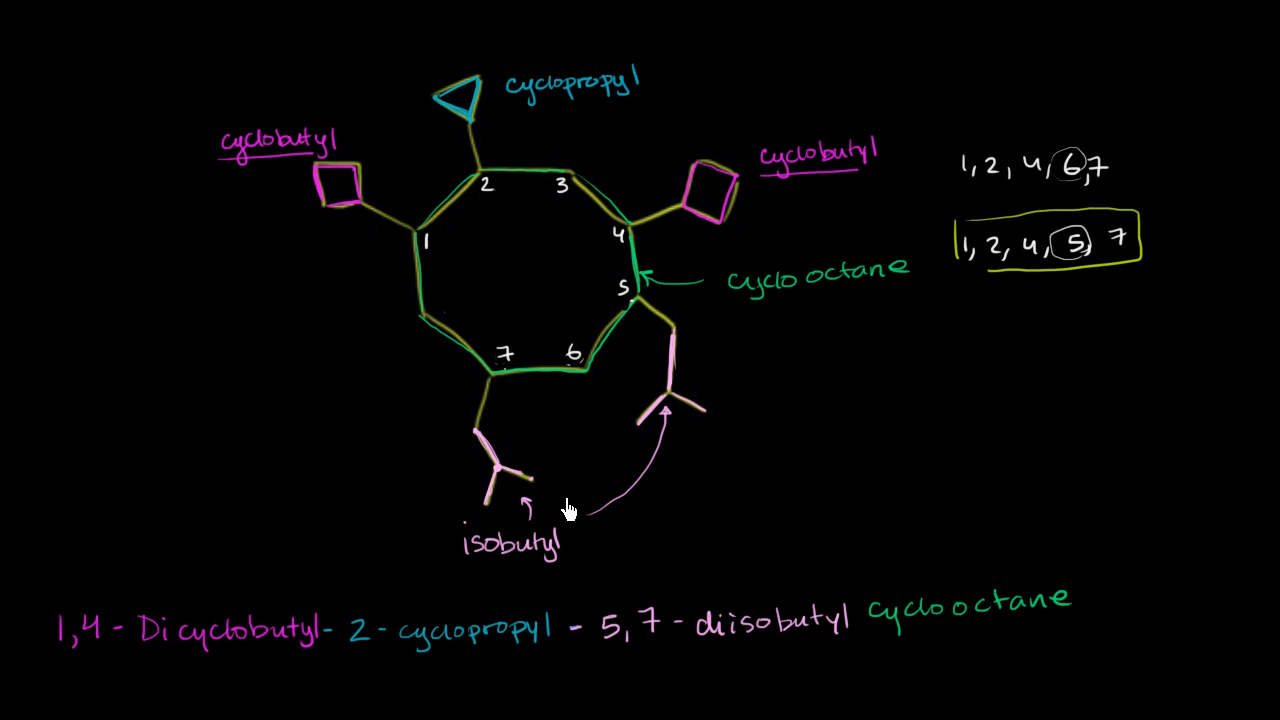 cyclopropyl
cyclobutyl
cyclobutyl
1, 2, 4, 6, 7
2
3
1
4
1, 2, 4, 5, 7
cyclooctane
5
7
6
isobutyl
1,4 - Dicyclobutyl - 2 - cyclopropyl - 5, 7 - diisobutyl cyclooctane